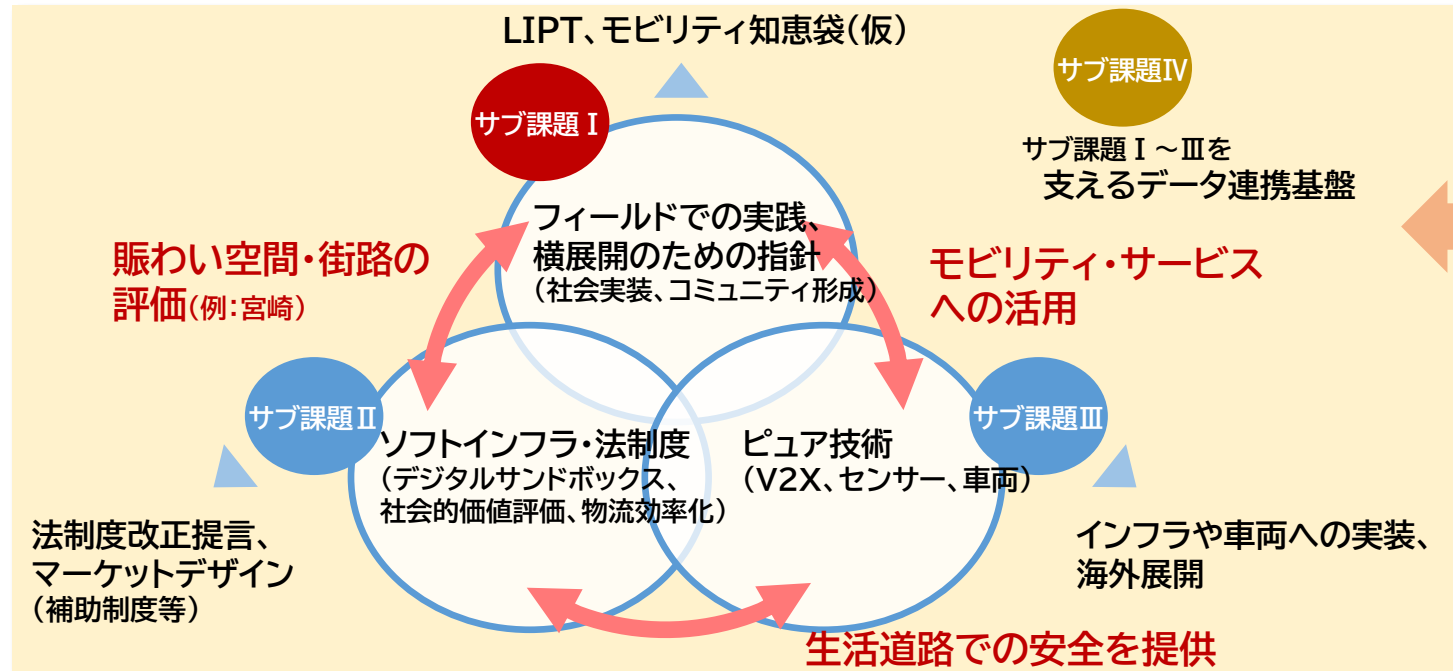 LIPT、モビリティ知恵袋(仮)
サブ課題Ⅰ
サブ課題Ⅳ
サブ課題Ⅰ～Ⅲを
支えるデータ連携基盤
フィールドでの実践、
横展開のための指針
(社会実装、コミュニティ形成)
賑わい空間・街路の
評価(例:宮崎)
モビリティ・サービス
への活用
サブ課題Ⅱ
サブ課題Ⅲ
ソフトインフラ・法制度
(デジタルサンドボックス、
社会的価値評価、物流効率化)
ピュア技術
(V2X、センサー、車両)
法制度改正提言、
マーケットデザイン
(補助制度等)
インフラや車両への実装、
海外展開
生活道路での安全を提供